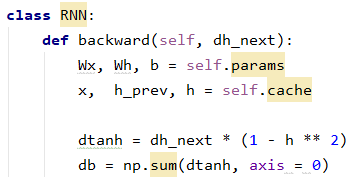 class RNN:
def backward(self, dh_next):
Wx, Wh, b = self.params
x, h_prev, h = self.cache
dtanh = dh_next * (1 - h ** 2)
db = np.sum(dtanh, axis = 0)